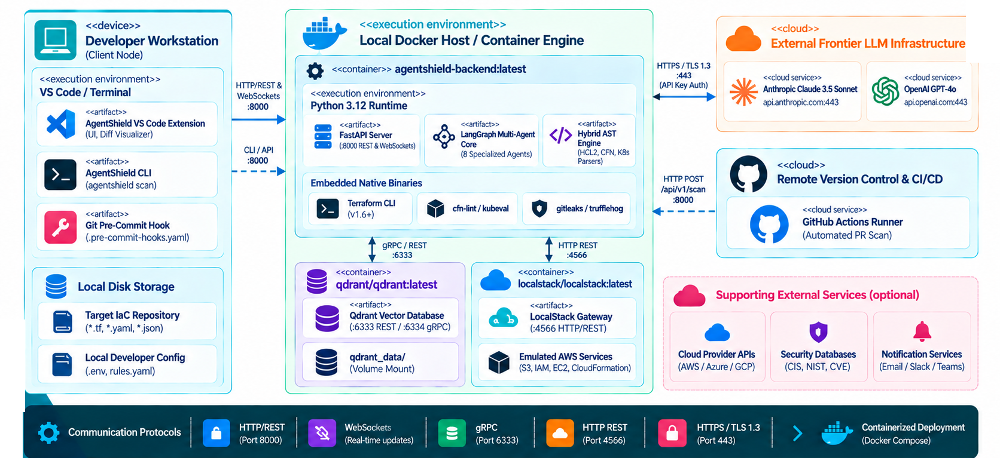 <<device>>
Developer Workstation
(Client Node)
<<execution environment>>
VS Code / Terminal
<<artifact>>
AgentShield VS Code Extension
(UI, Diff Visualizer)
<<artifact>>
AgentShield CLI
(agentshield scan)
<<artifact>>
Git Pre-Commit Hook
(.pre-commit-hooks.yaml)
Local Disk Storage
Target IaC Repository
(*.tf, *.yaml, *.json)
Local Developer Config
(.env, rules.yaml)
HTTP/REST &
WebSockets
:8000
CLI / API
:8000
<<execution environment>>
Local Docker Host / Container Engine
<<container>> agentshield-backend:latest
<<execution environment>>
Python 3.12 Runtime
<<artifact>>
FastAPI Server
(:8000 REST & WebSockets)
<<artifact>>
LangGraph Multi-Agent
Core
(8 Specialized Agents)
<<artifact>>
Hybrid AST
Engine
(HCL2, CFN, K8s
Parsers)
Embedded Native Binaries
Terraform CLI
(v1.6+)
cfn-lint / kubeval
gitleaks / trufflehog
gRPC / REST
:6333
HTTP REST
:4566
<<container>>
qdrant/qdrant:latest
<<artifact>>
Qdrant Vector Database
(:6333 REST / :6334 gRPC)
qdrant_data/
(Volume Mount)
<<container>>
localstack/localstack:latest
<<artifact>>
LocalStack Gateway
(:4566 HTTP/REST)
Emulated AWS Services
(S3, IAM, EC2, CloudFormation)
HTTPS / TLS 1.3
:443
(API Key Auth)
HTTP POST
/api/v1/scan
:8000
<<cloud>>
External Frontier LLM Infrastructure
<<cloud service>>
Anthropic Claude 3.5 Sonnet
api.anthropic.com:443
<<cloud service>>
OpenAI GPT-4o
api.openai.com:443
<<cloud>>
Remote Version Control & CI/CD
<<cloud service>>
GitHub Actions Runner
(Automated PR Scan)
Supporting External Services (optional)
Cloud Provider APIs
(AWS / Azure / GCP)
Security Databases
(CIS, NIST, CVE)
Notification Services
(Email / Slack / Teams)
Communication Protocols
HTTP/REST
(Port 8000)
WebSockets
(Real-time updates)
gRPC
(Port 6333)
HTTP REST
(Port 4566)
HTTPS / TLS 1.3
(Port 443)
Containerized Deployment
(Docker Compose)